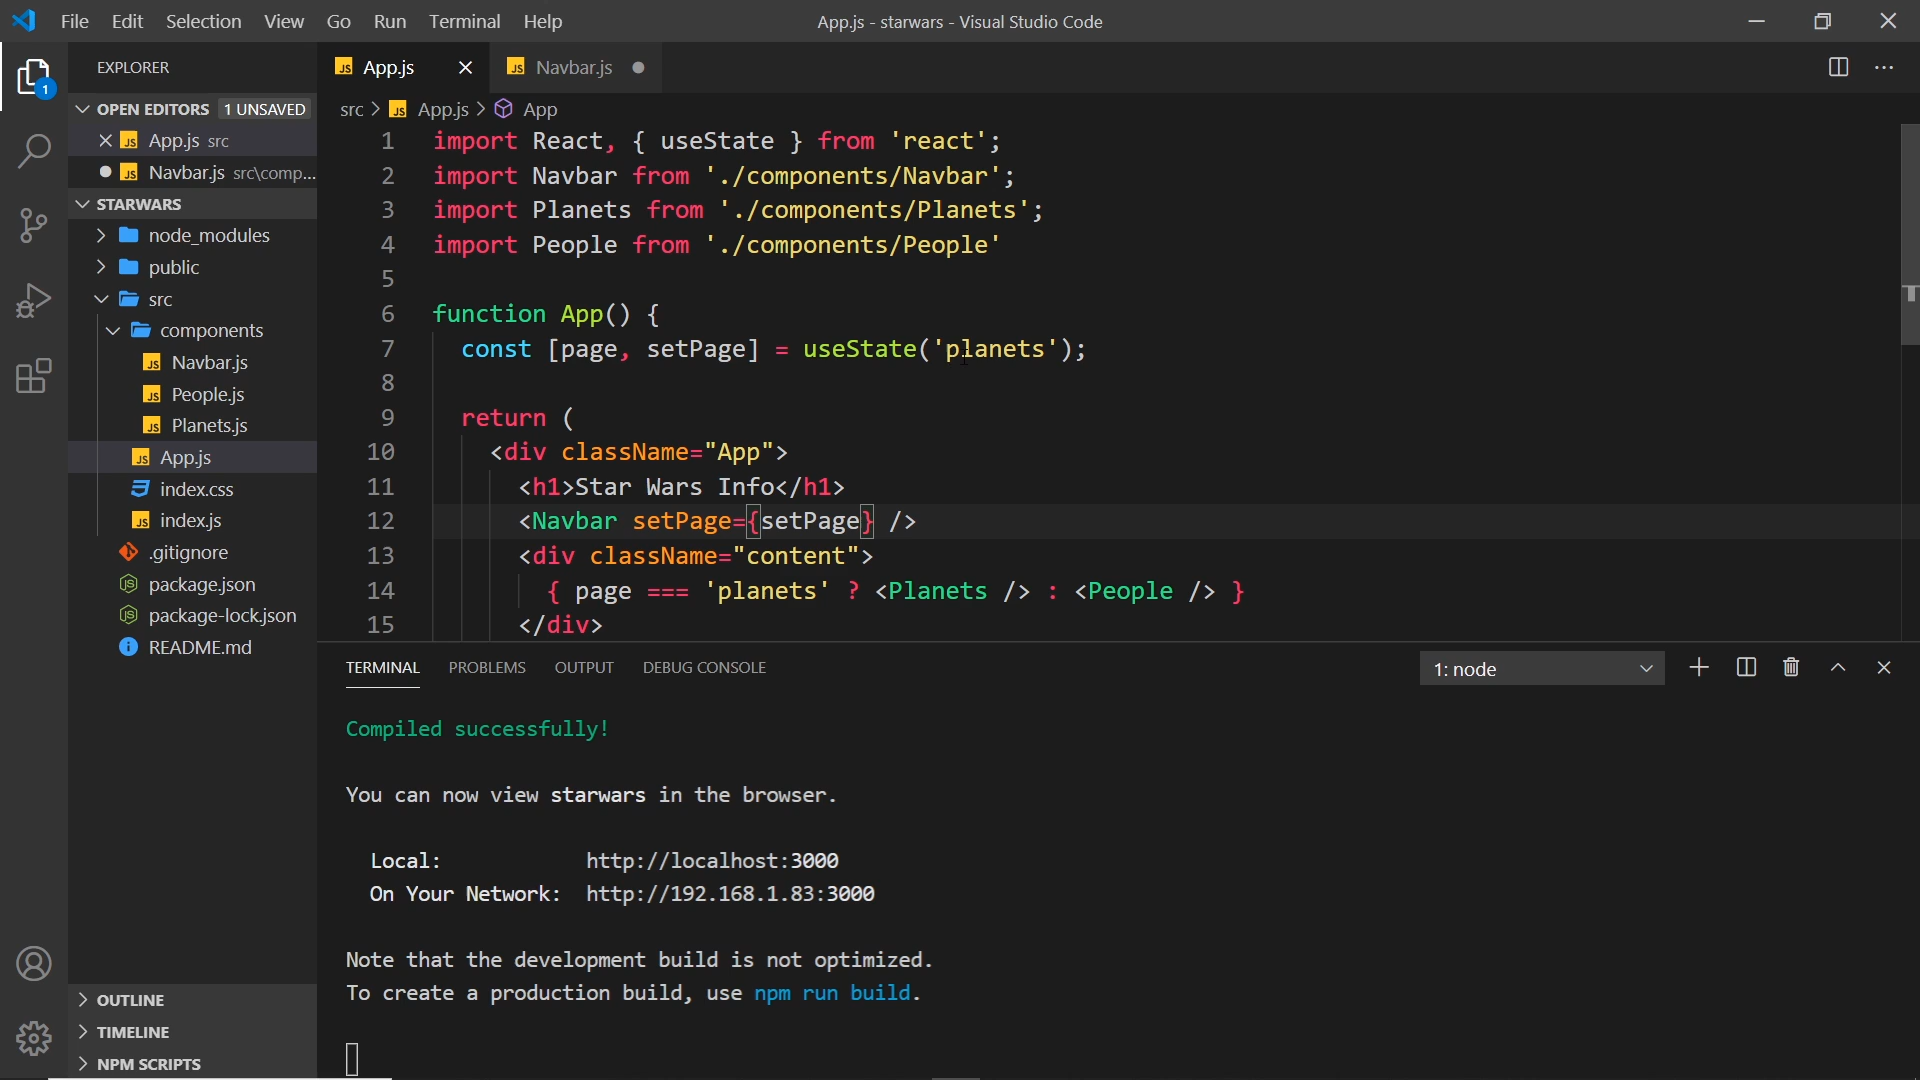 File Edit Selection View Go Run Terminal Help
App.js - starwars - Visual Studio Code
EXPLORER
1
OPEN EDITORS 1 UNSAVED
App.js src
Navbar.js src\comp...
STARWARS
node_modules
public
src
components
Navbar.js
People.js
Planets.js
App.js
index.css
index.js
.gitignore
package.json
package-lock.json
README.md
OUTLINE
TIMELINE
NPM SCRIPTS
App.js
Navbar.js
src > App.js > App
1 import React, { useState } from 'react';
2 import Navbar from './components/Navbar';
3 import Planets from './components/Planets';
4 import People from './components/People'
5
6 function App() {
7 const [page, setPage] = useState('planets');
8
9 return (
10 <div className="App">
11 <h1>Star Wars Info</h1>
12 <Navbar setPage={setPage} />
13 <div className="content">
14 { page === 'planets' ? <Planets /> : <People /> }
15 </div>
TERMINAL PROBLEMS OUTPUT DEBUG CONSOLE
1: node
Compiled successfully!
You can now view starwars in the browser.
Local: http://localhost:3000
On Your Network: http://192.168.1.83:3000
Note that the development build is not optimized.
To create a production build, use npm run build.